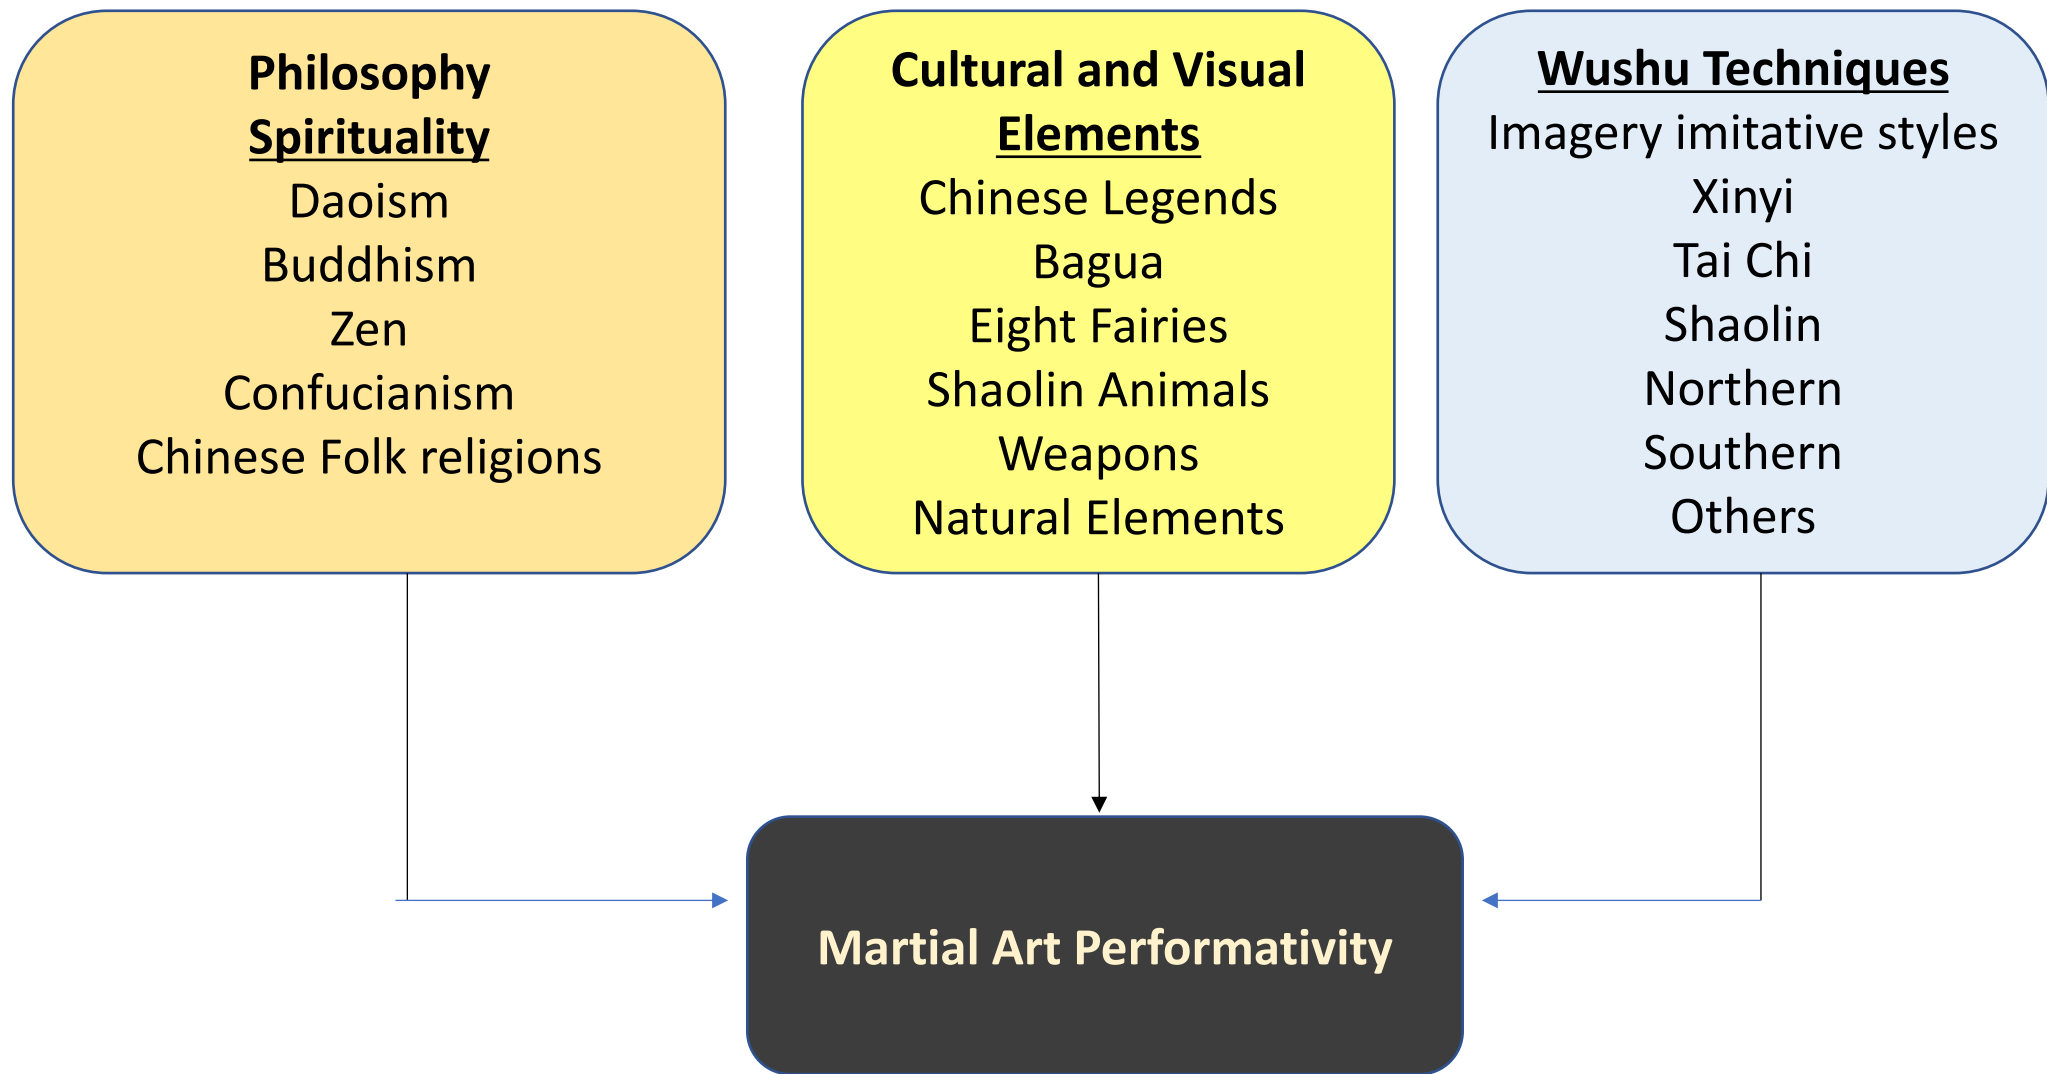 Philosophy
Spirituality
Daoism
Buddhism
Zen
Confucianism
Chinese Folk religions
Cultural and Visual
Elements
Chinese Legends
Bagua
Eight Fairies
Shaolin Animals
Weapons
Natural Elements
Wushu Techniques
Imagery imitative styles
Xinyi
Tai Chi
Shaolin
Northern
Southern
Others
Martial Art Performativity